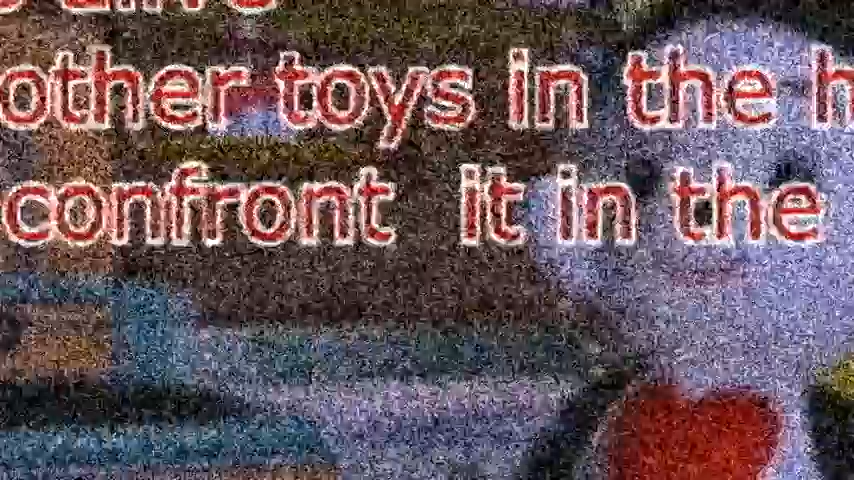 other toys in the h
confront it in the